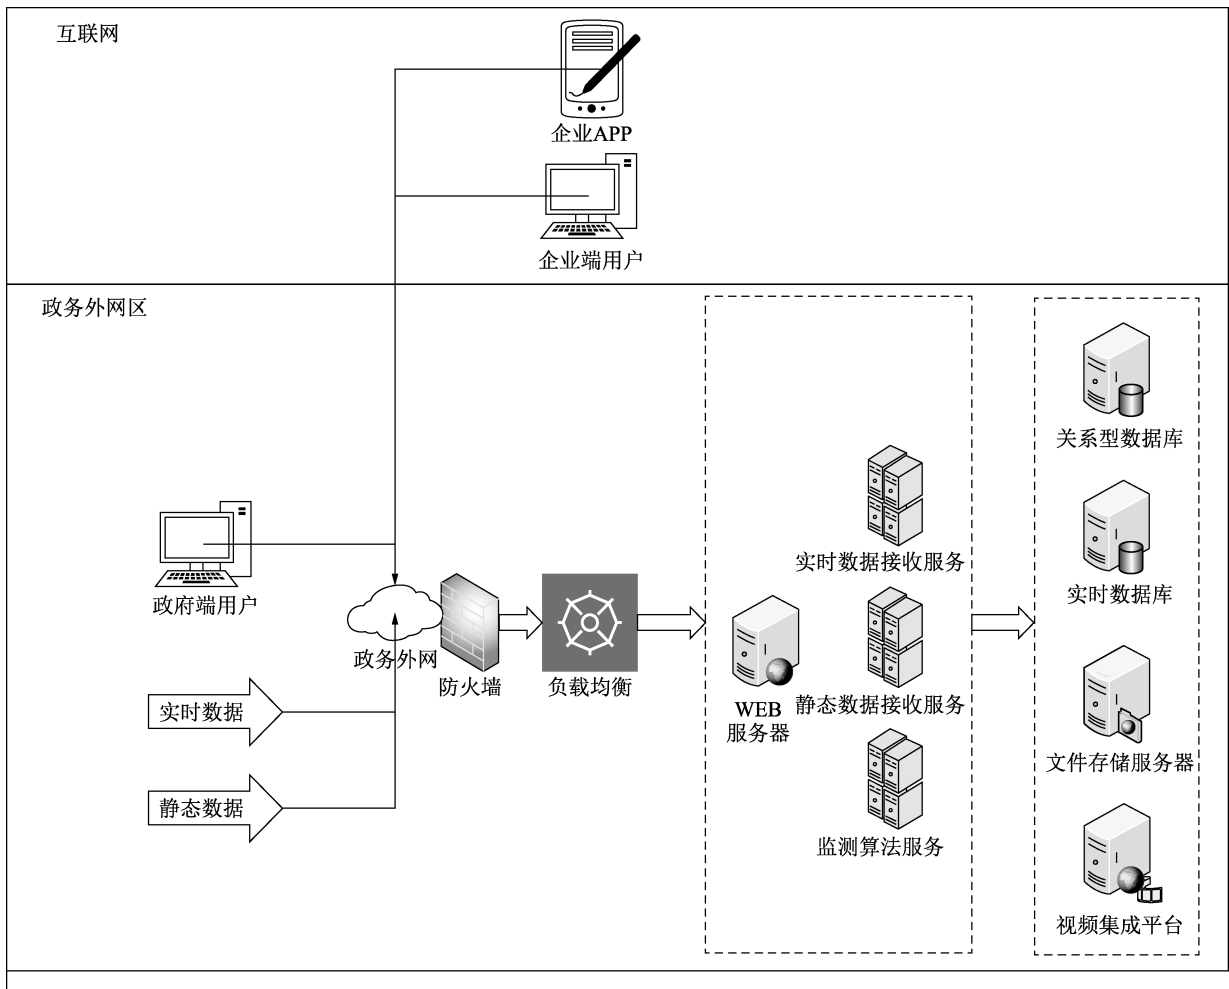 互联网
企业APP
企业端用户
政务外网区
关系型数据库
实时数据接收服务
实时数据库
政府端用户
政务外网
防火墙
负载均衡
WEB
服务器
静态数据接收服务
实时数据
文件存储服务器
静态数据
监测算法服务
视频集成平台